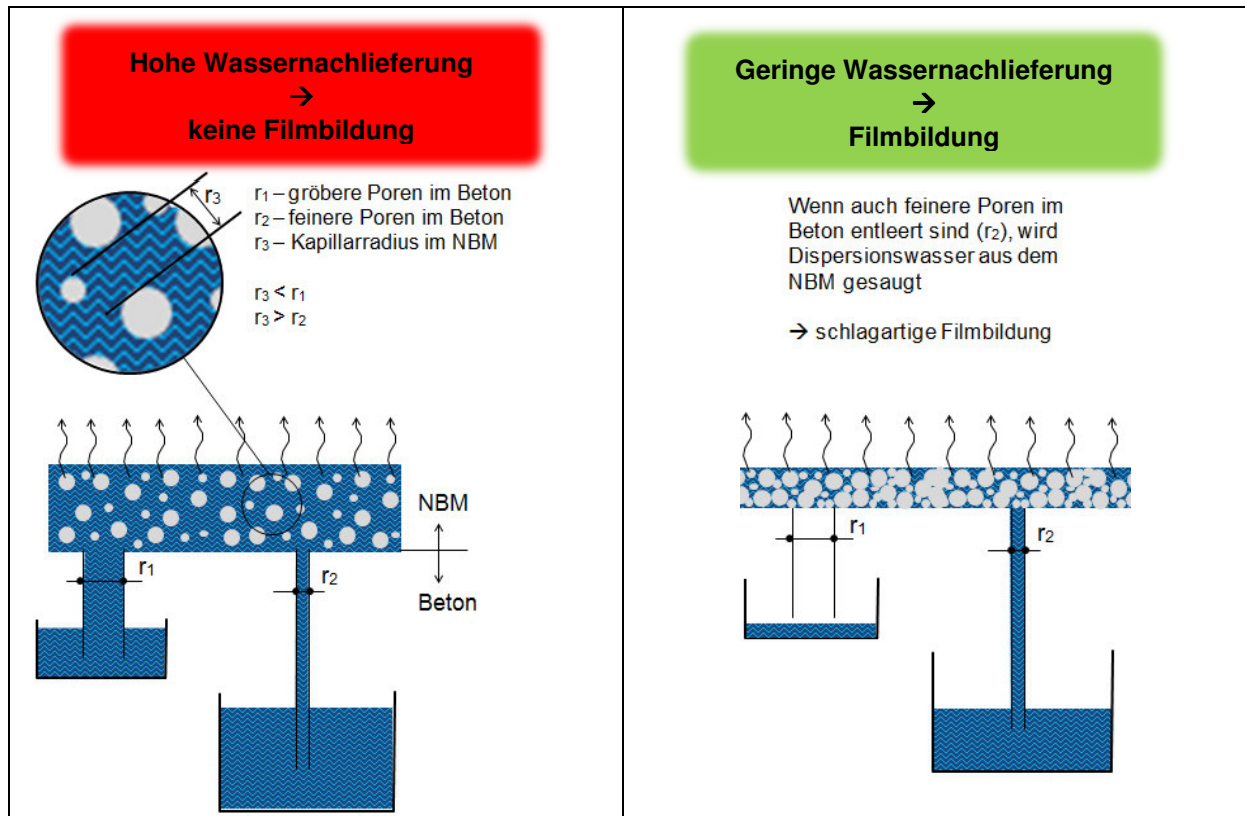 Hohe Wassernachlieferung
→
keine Filmbildung
r3
r1 – gröbere Poren im Beton
r2 – feinere Poren im Beton
r3 – Kapillarradius im NBM
r3 < r1
r3 > r2
NBM
r1
r2
Beton
Geringe Wassernachlieferung
→
Filmbildung
Wenn auch feinere Poren im
Beton entleert sind (r2), wird
Dispersionswasser aus dem
NBM gesaugt
→ schlagartige Filmbildung
r1
r2